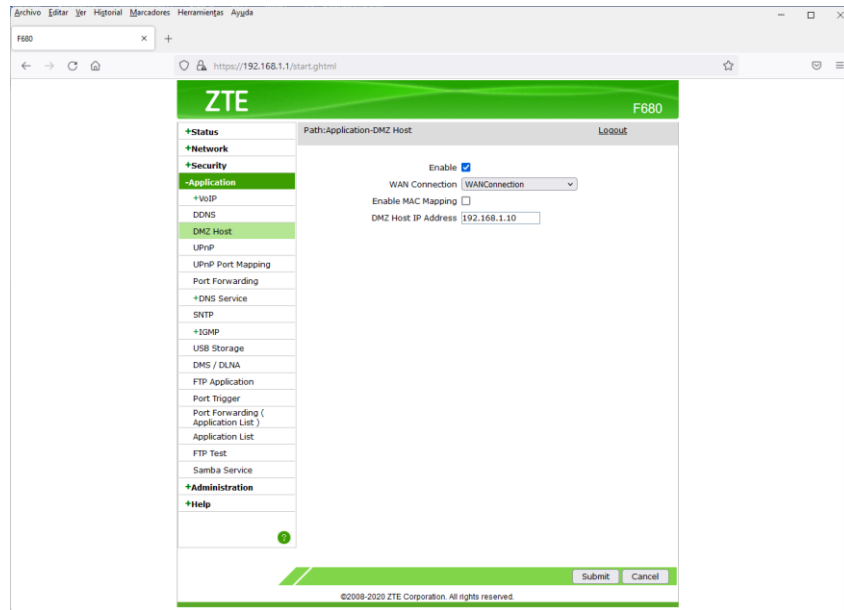 Archivo Editar Ver Historial Marcadores Herramientas Ayuda
F680
https://192.168.1.1/start.ghtml
ZTE
F680
+Status
Path:Application-DMZ Host
Logout
+Network
+Security
Enable
-Application
WAN Connection WANConnection
+VoIP
Enable MAC Mapping
DDNS
DMZ Host IP Address 192.168.1.10
DMZ Host
UPnP
UPnP Port Mapping
Port Forwarding
+DNS Service
SNTP
+IGMP
USB Storage
DMS / DLNA
FTP Application
Port Trigger
Port Forwarding (
Application List )
Application List
FTP Test
Samba Service
+Administration
+Help
?
Submit Cancel
©2008-2020 ZTE Corporation. All rights reserved.